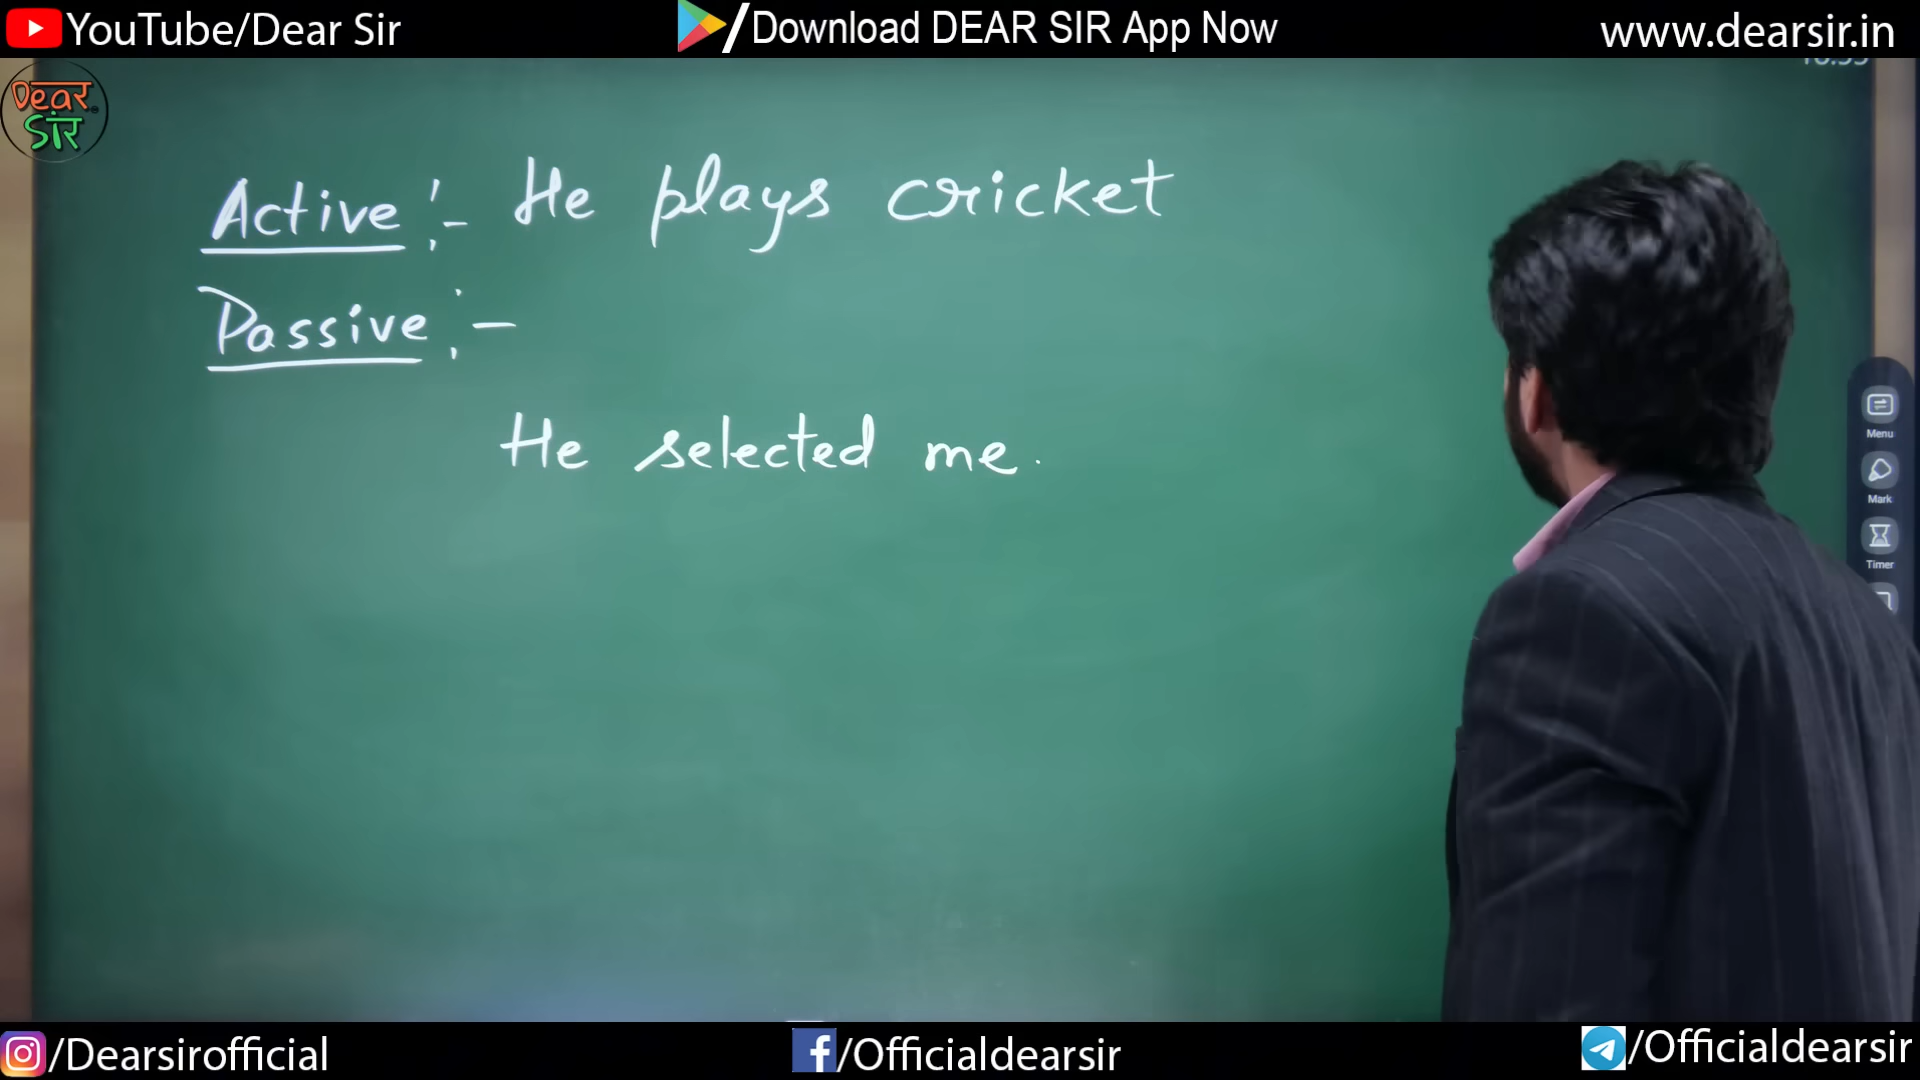 YouTube/Dear Sir
/Download DEAR SIR App Now
www.dearsir.in
Dear
सर
Active :- He plays cricket
Passive :-
He selected me.
Menu
Mark
Timer
/Dearsirofficial
/Officialdearsir
/Officialdearsir